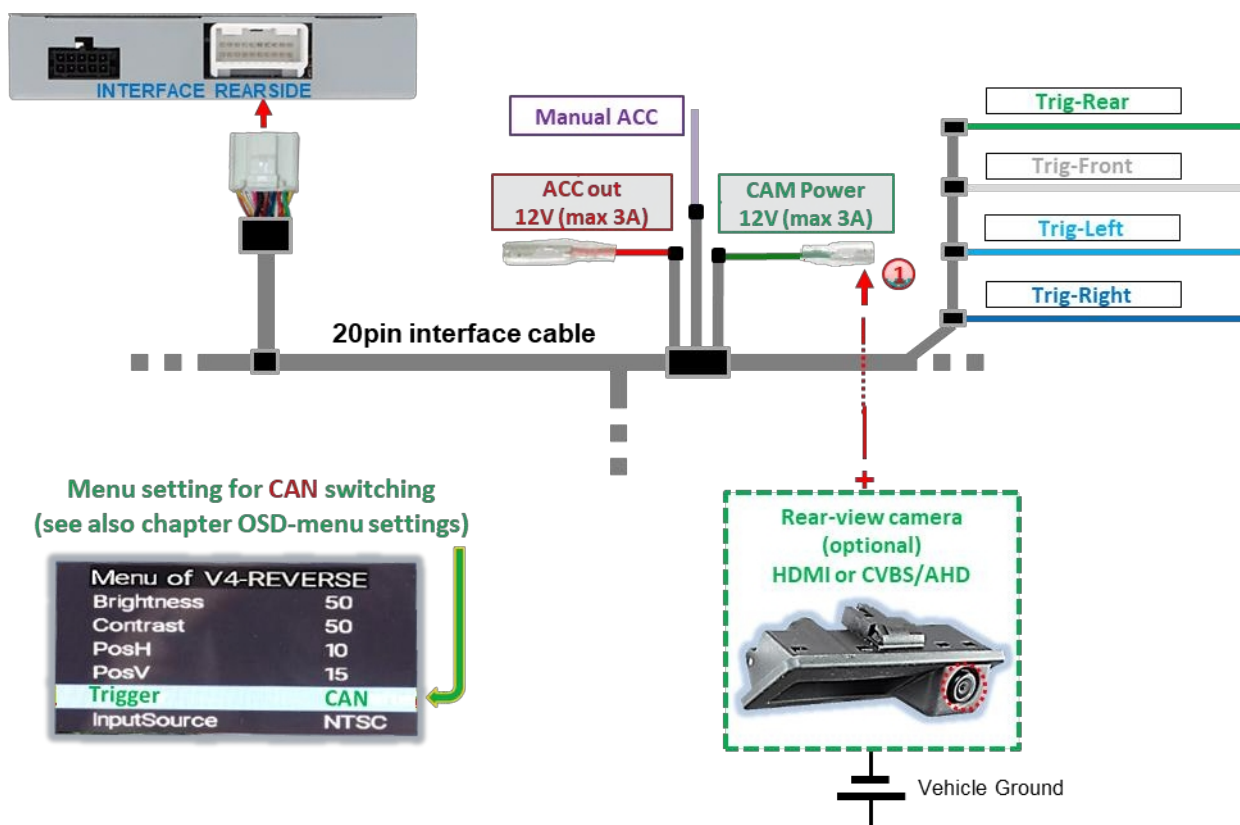 INTERFACE REARSIDE
Manual ACC
ACC out
12V (max 3A)
CAM Power
12V (max 3A)
1
Trig-Rear
Trig-Front
Trig-Left
Trig-Right
20pin interface cable
Menu setting for CAN switching
(see also chapter OSD-menu settings)
Menu of V4-REVERSE
Brightness 50
Contrast 50
PosH 10
PosV 15
Trigger CAN
InputSource NTSC
+
Rear-view camera
(optional)
HDMI or CVBS/AHD
Vehicle Ground